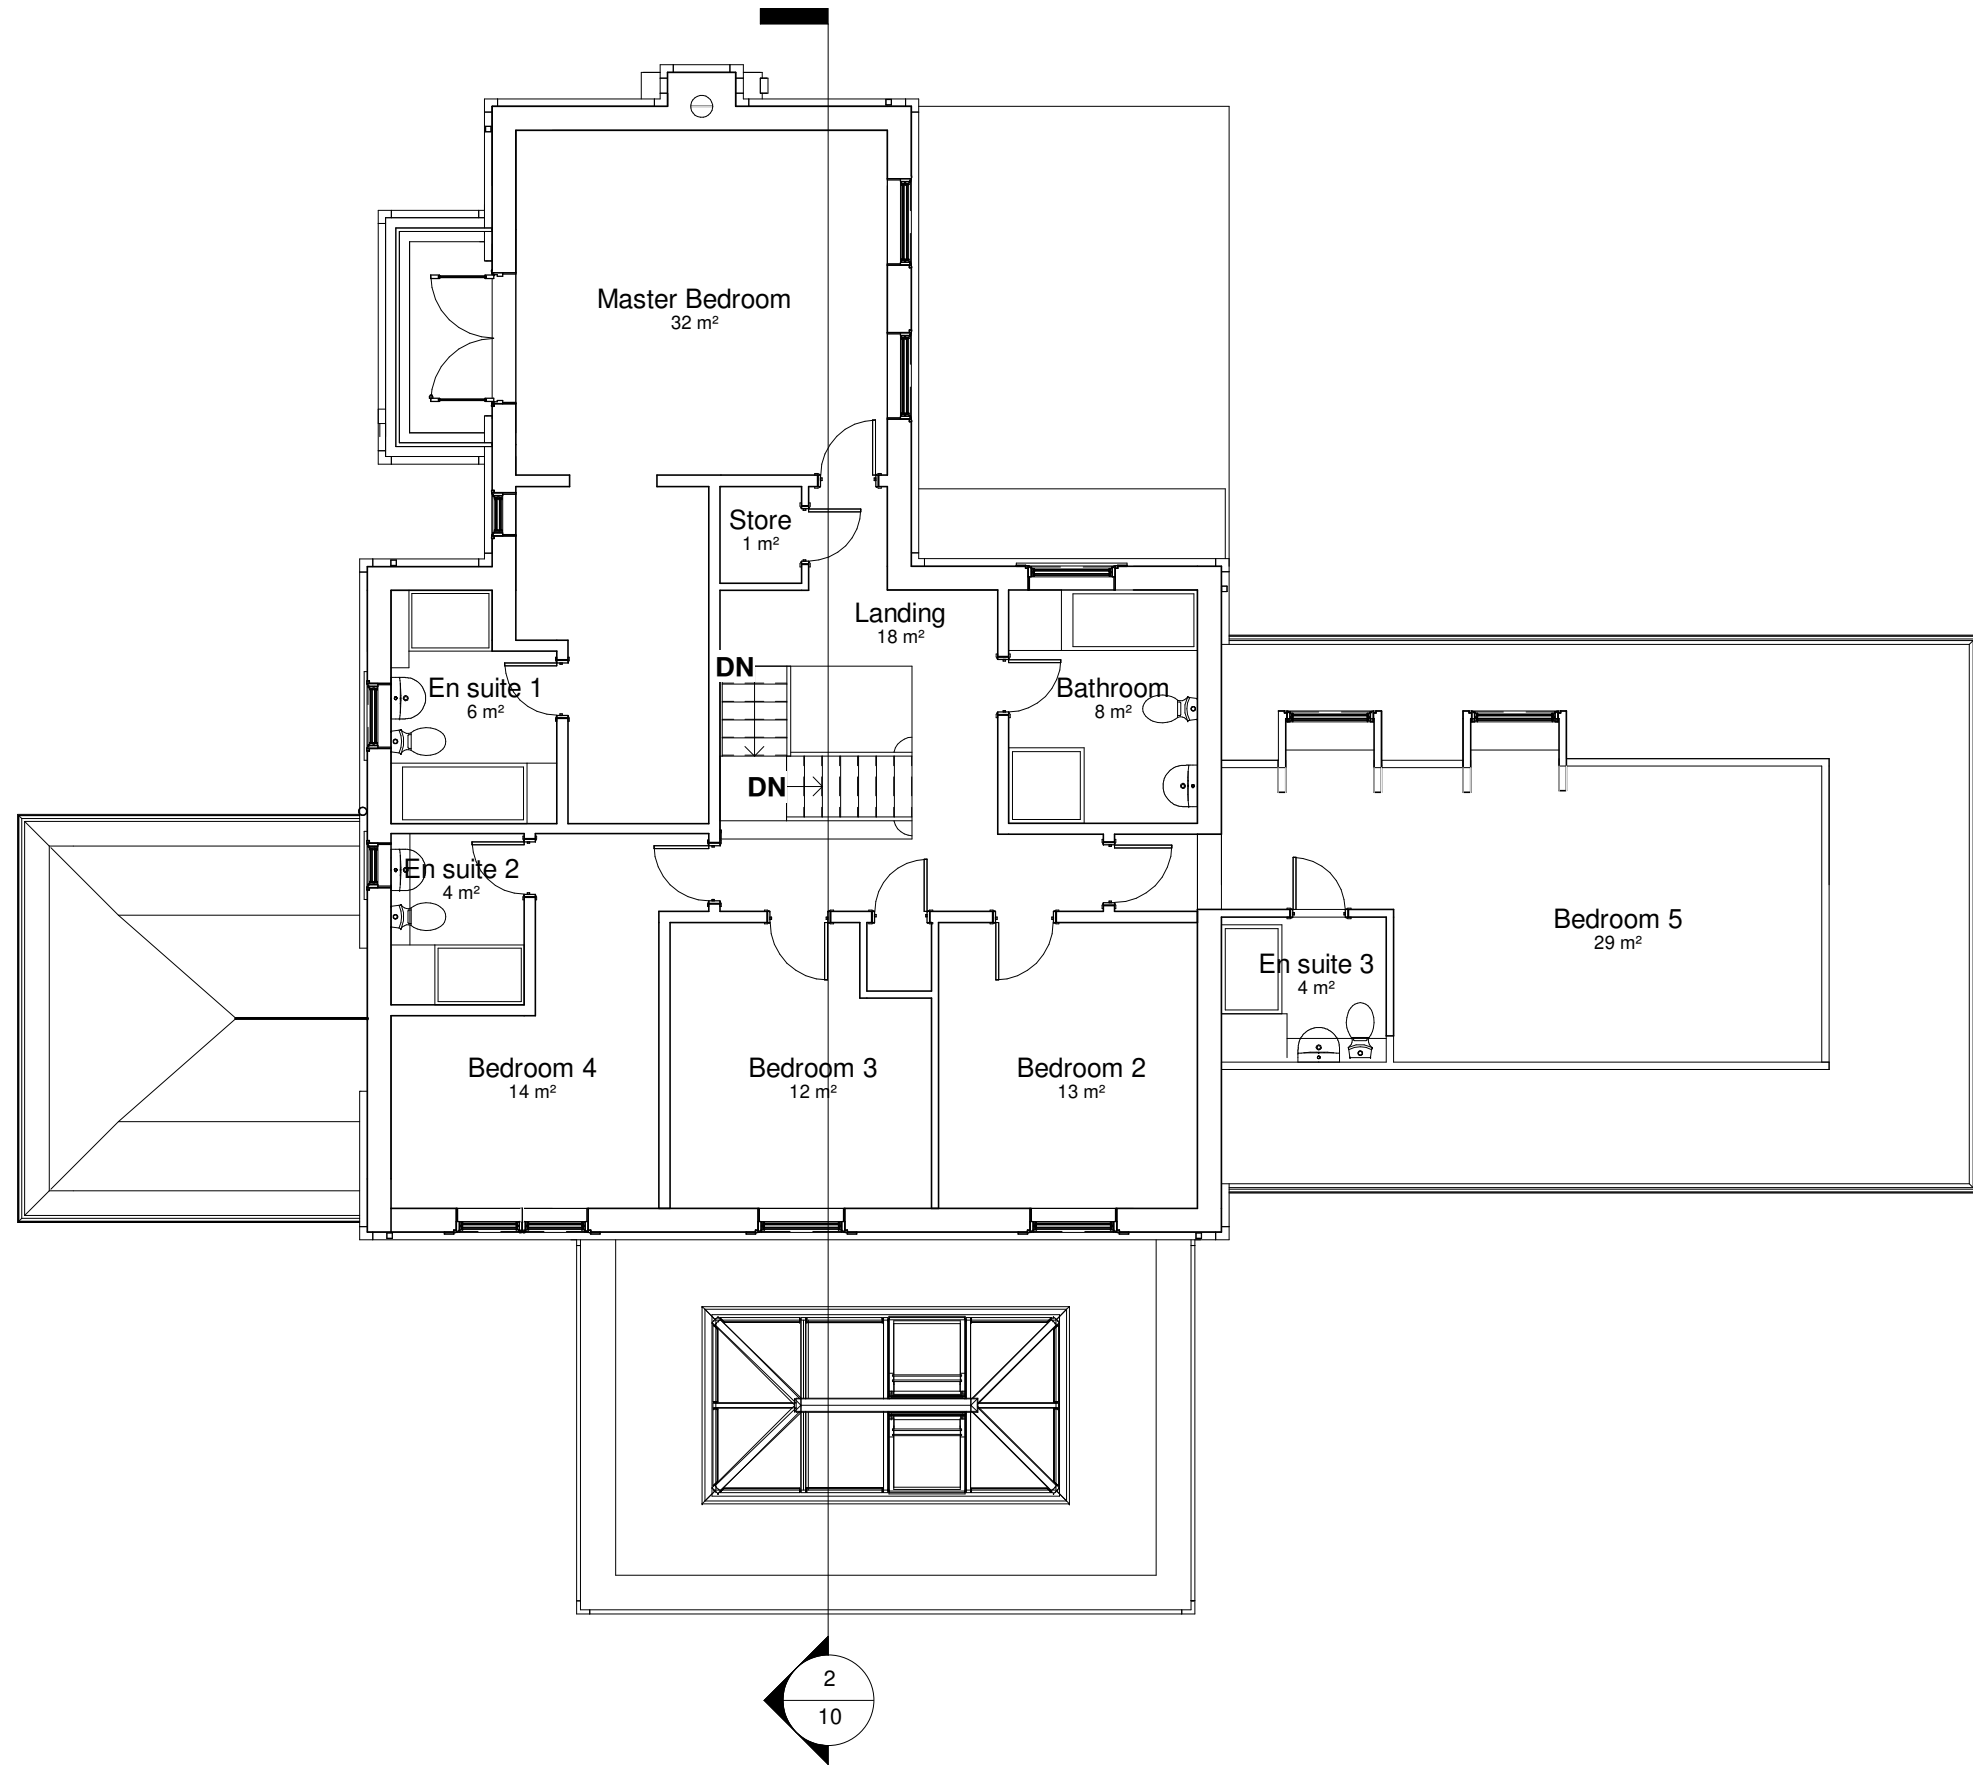 Master Bedroom
32 m²
Store
1 m²
Landing
18 m²
DN
En suite 1
6 m²
Bathroom
8 m²
DN
En suite 2
4 m²
Bedroom 5
29 m²
En suite 3
4 m²
Bedroom 4
14 m²
Bedroom 3
12 m²
Bedroom 2
13 m²
2
10